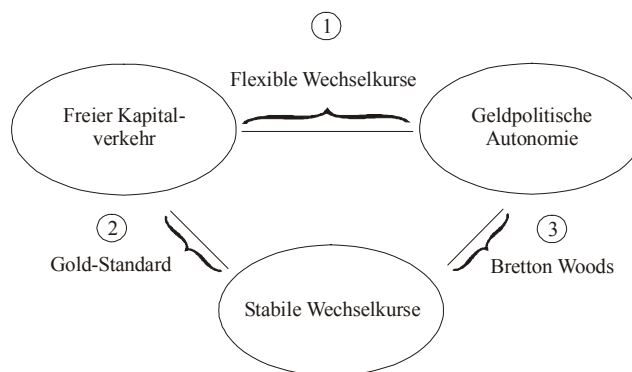 1
Flexible Wechselkurse
Freier Kapital-
verkehr
Geldpolitische
Autonomie
2
Gold-Standard
3
Bretton Woods
Stabile Wechselkurse